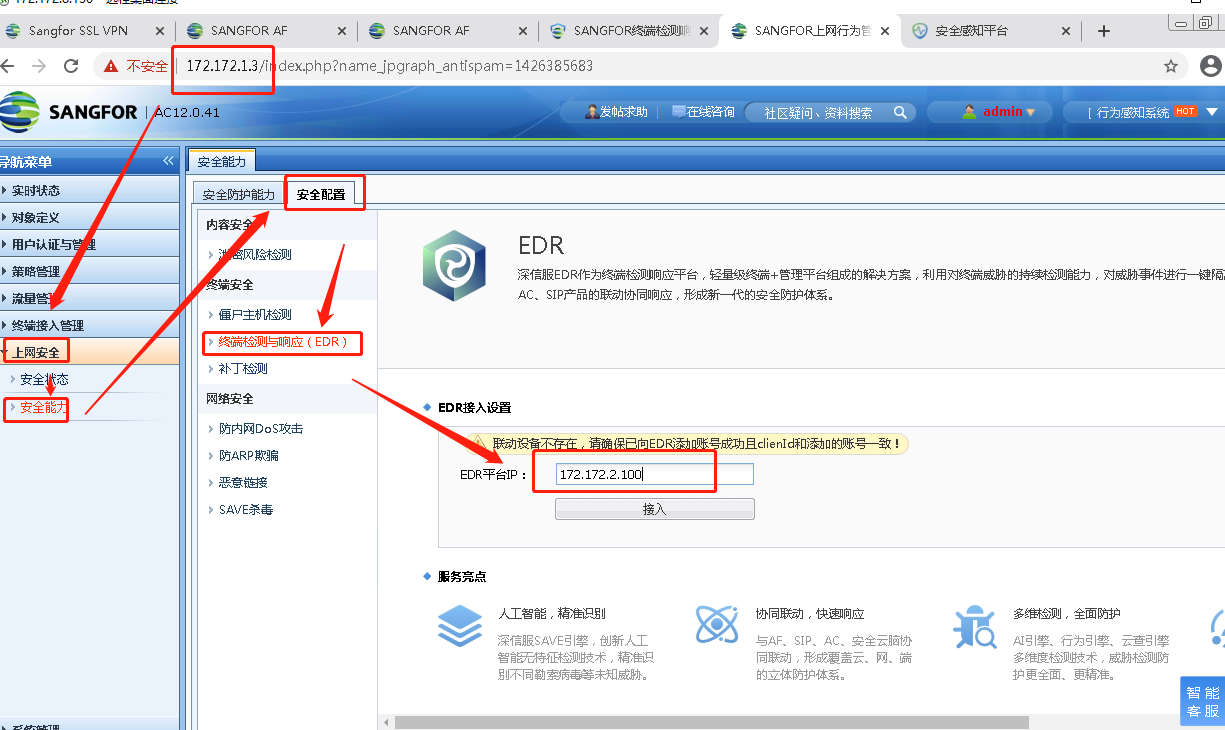 Sangfor SSL VPN
SANGFOR AF
SANGFOR AF
SANGFOR终端检测响
SANGFOR上网行为管
安全感知平台
不安全
172.172.1.3/index.php?name_jpgraph_antispam=1426385683
SANGFOR
AC12.0.41
发帖求助
在线咨询
社区疑问、资料搜索
admin
[ 行为感知系统
HOT
导航菜单
实时状态
对象定义
用户认证与管理
策略管理
流量管
终端接入管理
上网安全
安全状态
安全能力
安全能力
安全防护能力
安全配置
内容安全
泄密风险检测
终端安全
僵尸主机检测
终端检测与响应（EDR）
补丁检测
网络安全
防内网DoS攻击
防ARP欺骗
恶意链接
SAVE杀毒
EDR
深信服EDR作为终端检测响应平台，轻量级终端+管理平台组成的解决方案，利用对终端威胁的持续检测能力，对威胁事件进行一键隔
AC、SIP产品的联动协同响应，形成新一代的安全防护体系。
EDR接入设置
联动设备不存在，请确保已向EDR添加账号成功且clienId和添加的账号一致！
EDR平台IP：
172.172.2.100
接入
服务亮点
人工智能，精准识别
深信服SAVE引擎，创新人工
智能无特征检测技术，精准识
别不同勒索病毒等未知威胁。
协同联动，快速响应
与AF、SIP、AC、安全云脑协
同联动，形成覆盖云、网、端
的立体防护体系。
多维检测，全面防护
AI引擎、行为引擎、云查引擎
多维度检测技术，威胁检测防
护更全面、更精准。
智能
客服